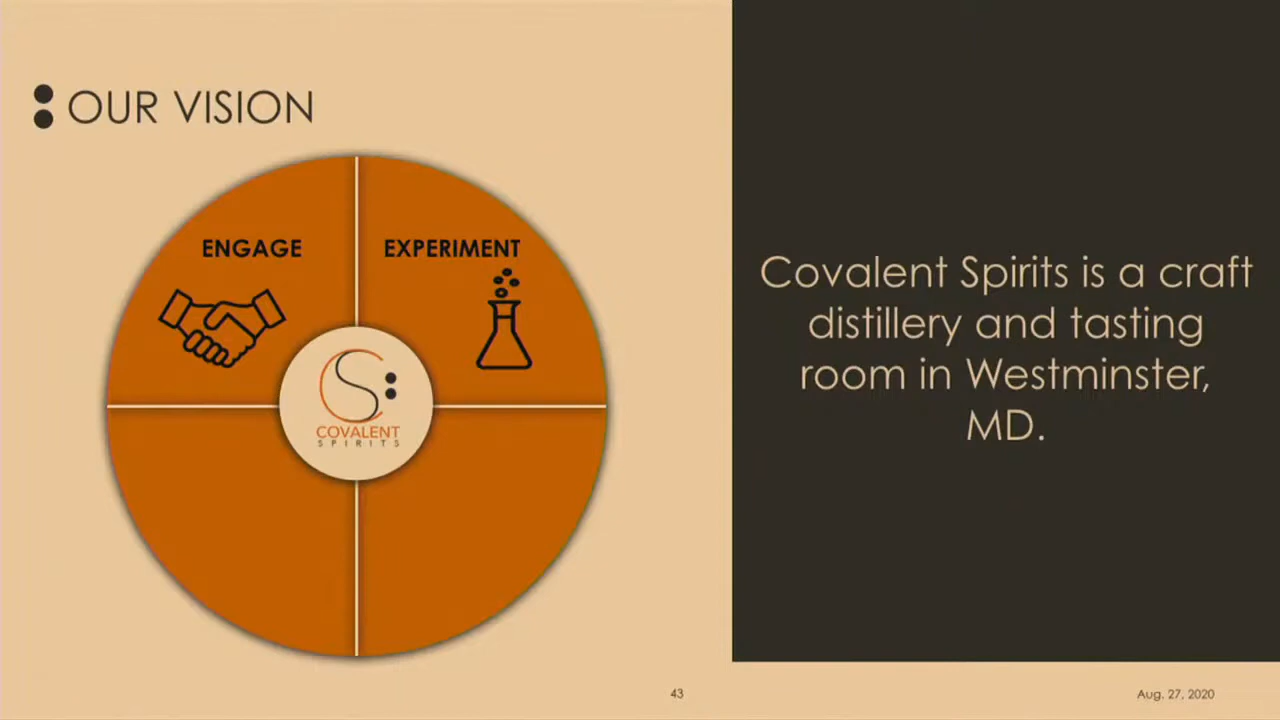 OUR VISION
ENGAGE
EXPERIMENT
COVALENT
SPIRITS
Covalent Spirits is a craft
distillery and tasting
room in Westminster,
MD.
43
Aug. 27, 2020